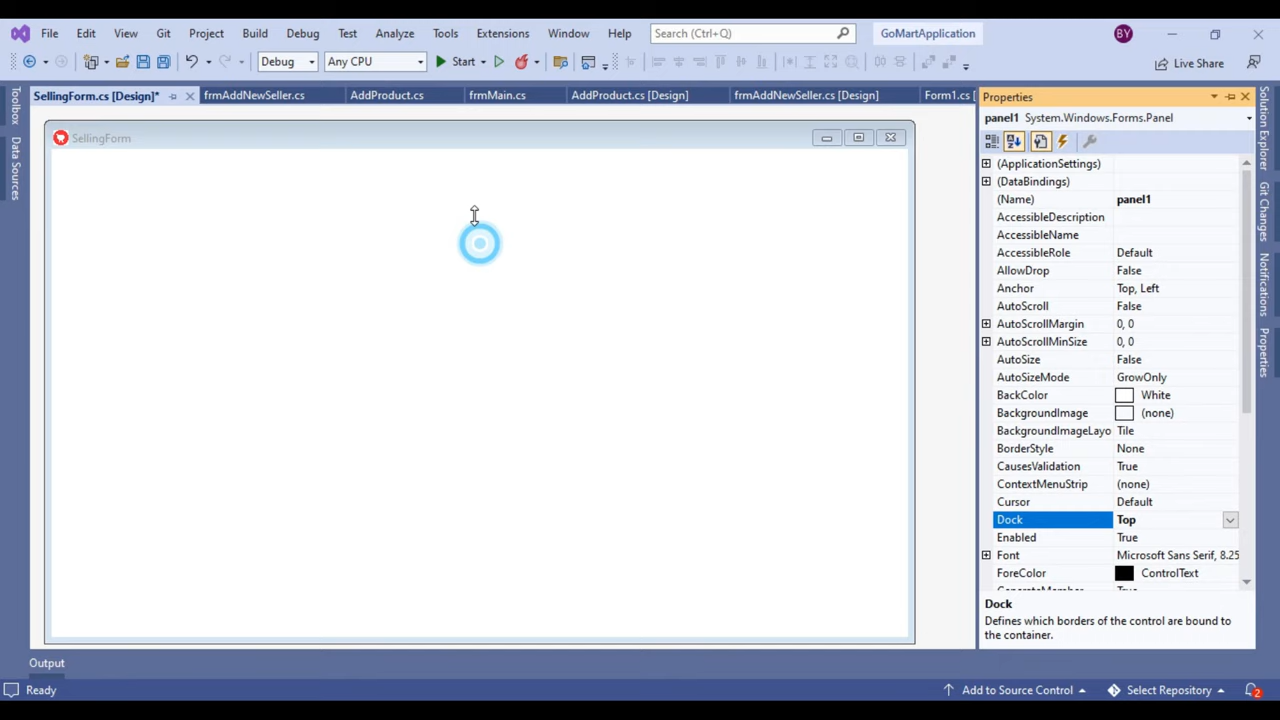 File Edit View Git Project Build Debug Test Analyze Tools Extensions Window Help Search (Ctrl+Q) GoMartApplication BY
Debug Any CPU Start Live Share
SellingForm.cs [Design]* frmAddNewSeller.cs AddProduct.cs frmMain.cs AddProduct.cs [Design] frmAddNewSeller.cs [Design] Form1.cs [
Toolbox
Data Sources
SellingForm
Properties
panel1 System.Windows.Forms.Panel
(ApplicationSettings)
(DataBindings)
(Name) panel1
AccessibleDescription
AccessibleName
AccessibleRole Default
AllowDrop False
Anchor Top, Left
AutoScroll False
AutoScrollMargin 0, 0
AutoScrollMinSize 0, 0
AutoSize False
AutoSizeMode GrowOnly
BackColor White
BackgroundImage (none)
BackgroundImageLayo Tile
BorderStyle None
CausesValidation True
ContextMenuStrip (none)
Cursor Default
Dock Top
Enabled True
Font Microsoft Sans Serif, 8.25
ForeColor ControlText
Dock
Defines which borders of the control are bound to
the container.
Solution Explorer
Git Changes
Notifications
Properties
Output
Ready Add to Source Control Select Repository 2